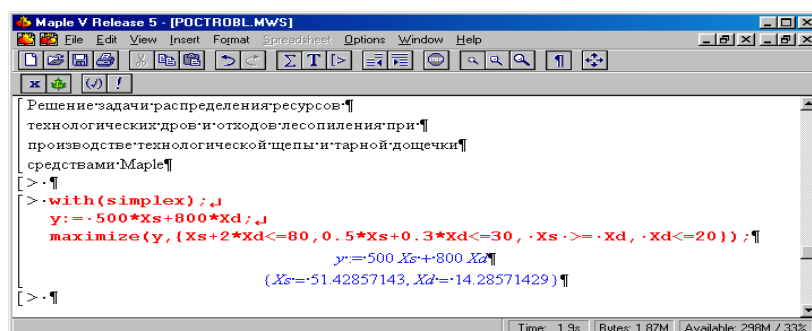 Maple V Release 5 - [POCTROBL.MWS]
File Edit View Insert Format Spreadsheet Options Window Help
Решение·задачи·распределения·ресурсов·¶
технологических·дров·и·отходов·лесопиления·при·¶
производстве·технологической·щепы·и·тарной·дощечки¶
средствами·Maple¶
[>·¶
[>·with(simplex);↵
y:=·500*Xs+800*Xd;↵
maximize(y,{Xs+2*Xd<=80,0.5*Xs+0.3*Xd<=30,·Xs·>=·Xd,·Xd<=20});¶
y·:=·500 Xs·+·800 Xd¶
{Xs·=·51.42857143, Xd·=·14.28571429}¶
[>·¶
Time: 1.9s Bytes: 1.87M Available: 298M / 33%